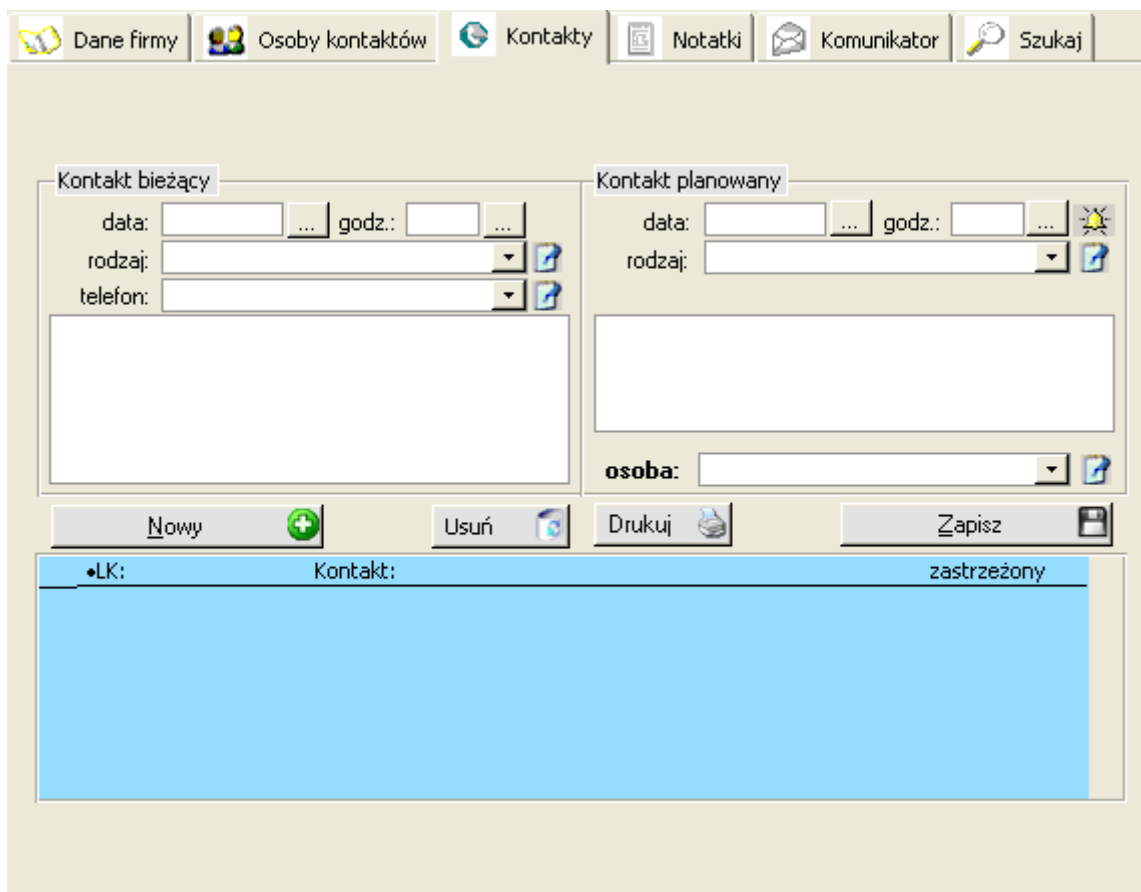 Dane firmy Osoby kontaktów Kontakty Notatki Komunikator Szukaj
Kontakt bieżący
data: ... godz.: ...
rodzaj:
telefon:
Kontakt planowany
data: ... godz.: ...
rodzaj:
osoba:
Nowy Usuń Drukuj Zapisz
•LK: Kontakt: zastrzeżony